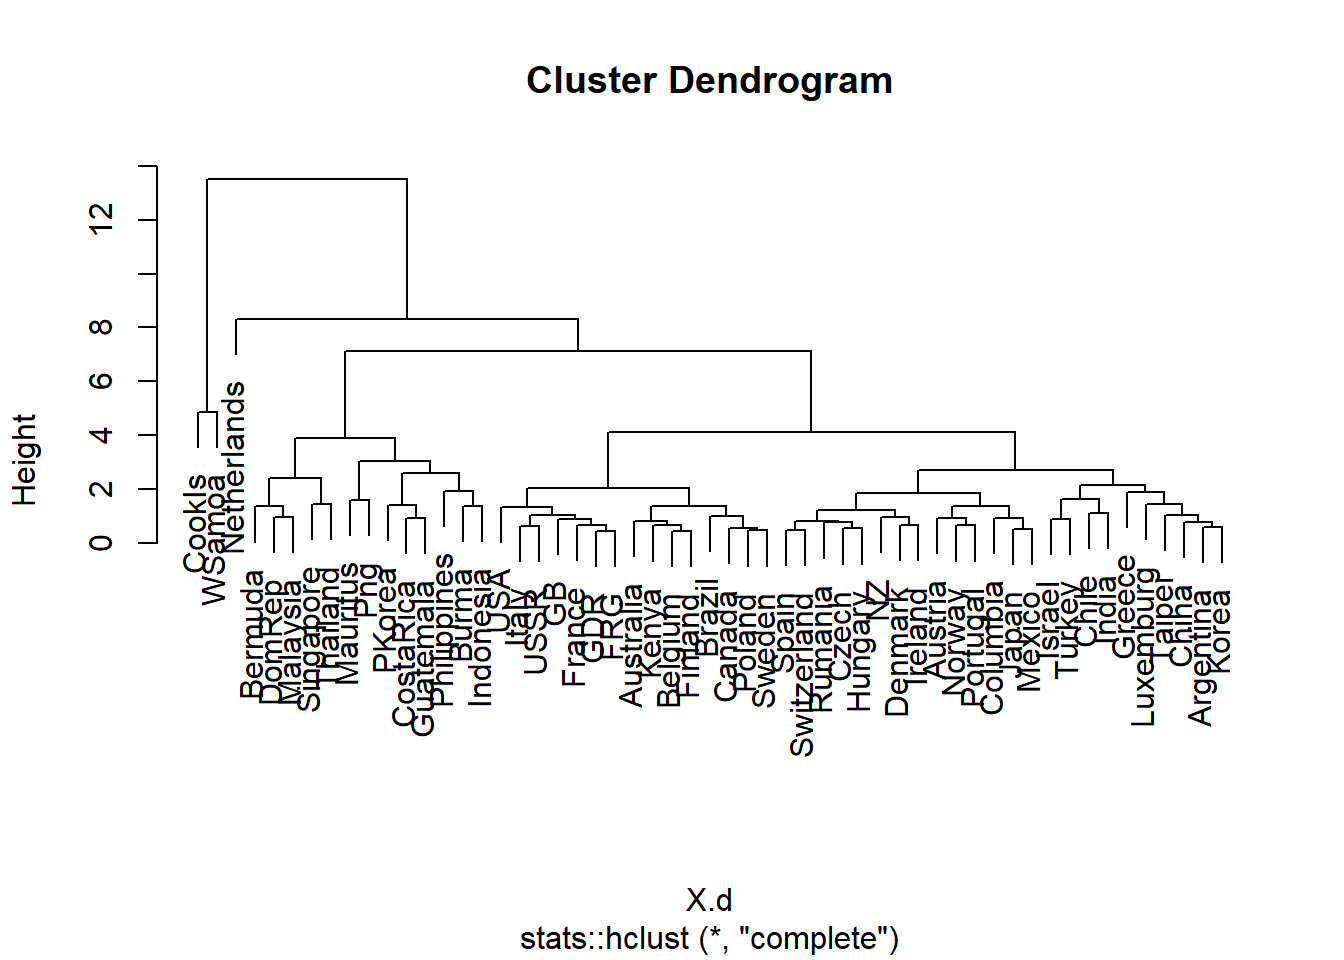 Cluster Dendrogram
Height
12
8
6
4
2
0
CookIs
WSamoa
Netherlands
Bermuda
DomRep
Malaysia
Singapore
Thailand
Mauritus
Png
PKorea
CostaRica
Guatemala
Philippines
Burma
Indonesia
USA
Italy
USSR
GB
France
GDR
FRG
Australia
Kenya
Belgium
Finland
Brazil
Canada
Poland
Sweden
Spain
Switzerland
Rumania
Czech
Hungary
NZ
Denmark
Ireland
Austria
Norway
Portugal
Columbia
Japan
Mexico
Israel
Turkey
Chile
India
Greece
Luxemburg
Taipei
China
Argentina
Korea
X.d
stats::hclust (*, "complete")